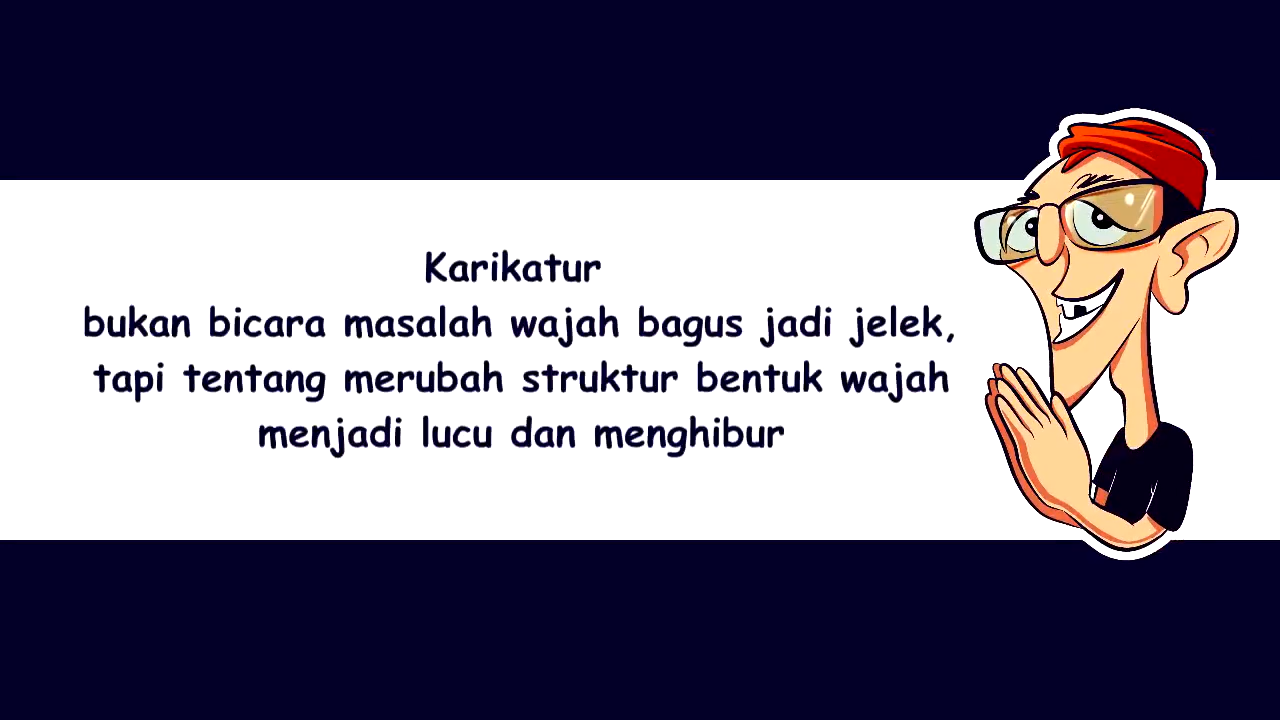 Karikatur
bukan bicara masalah wajah bagus jadi jelek,
tapi tentang merubah struktur bentuk wajah
menjadi lucu dan menghibur